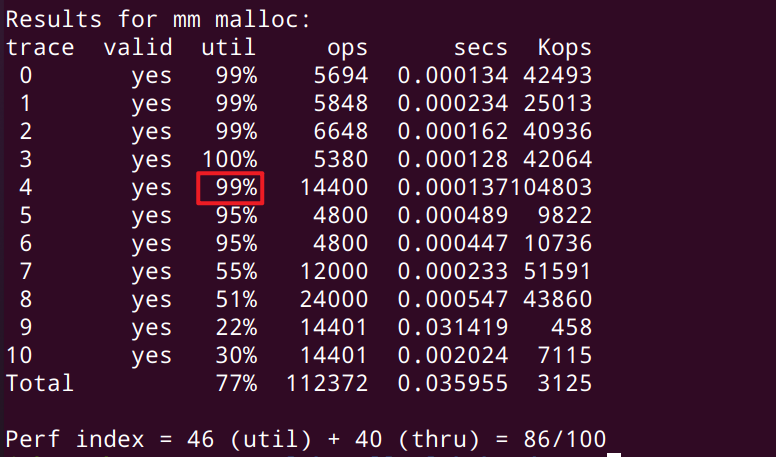 Results for mm malloc:
trace valid util ops secs Kops
0 yes 99% 5694 0.000134 42493
1 yes 99% 5848 0.000234 25013
2 yes 99% 6648 0.000162 40936
3 yes 100% 5380 0.000128 42064
4 yes 99% 14400 0.000137104803
5 yes 95% 4800 0.000489 9822
6 yes 95% 4800 0.000447 10736
7 yes 55% 12000 0.000233 51591
8 yes 51% 24000 0.000547 43860
9 yes 22% 14401 0.031419 458
10 yes 30% 14401 0.002024 7115
Total 77% 112372 0.035955 3125
Perf index = 46 (util) + 40 (thru) = 86/100